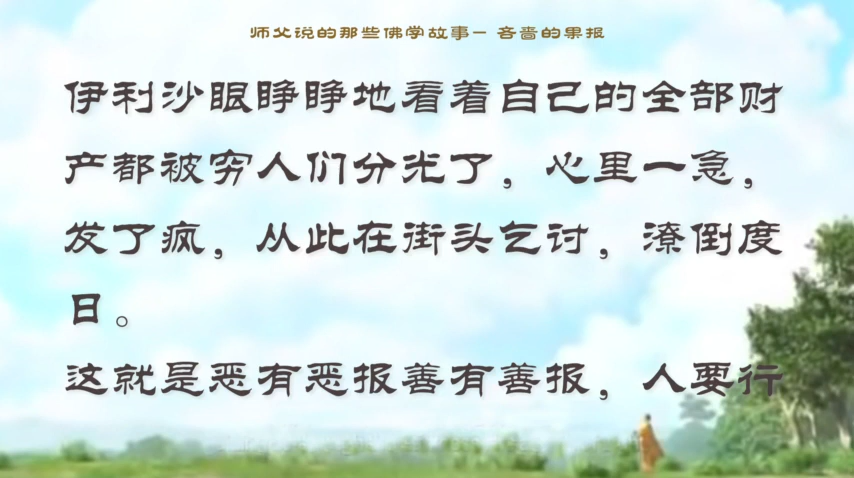 师父说的那些佛学故事- 吝啬的果报
伊利沙眼睁睁地看着自己的全部财
产都被穷人们分光了，心里一急，
发了疯，从此在街头乞讨，潦倒度
日。
这就是恶有恶报善有善报，人要行